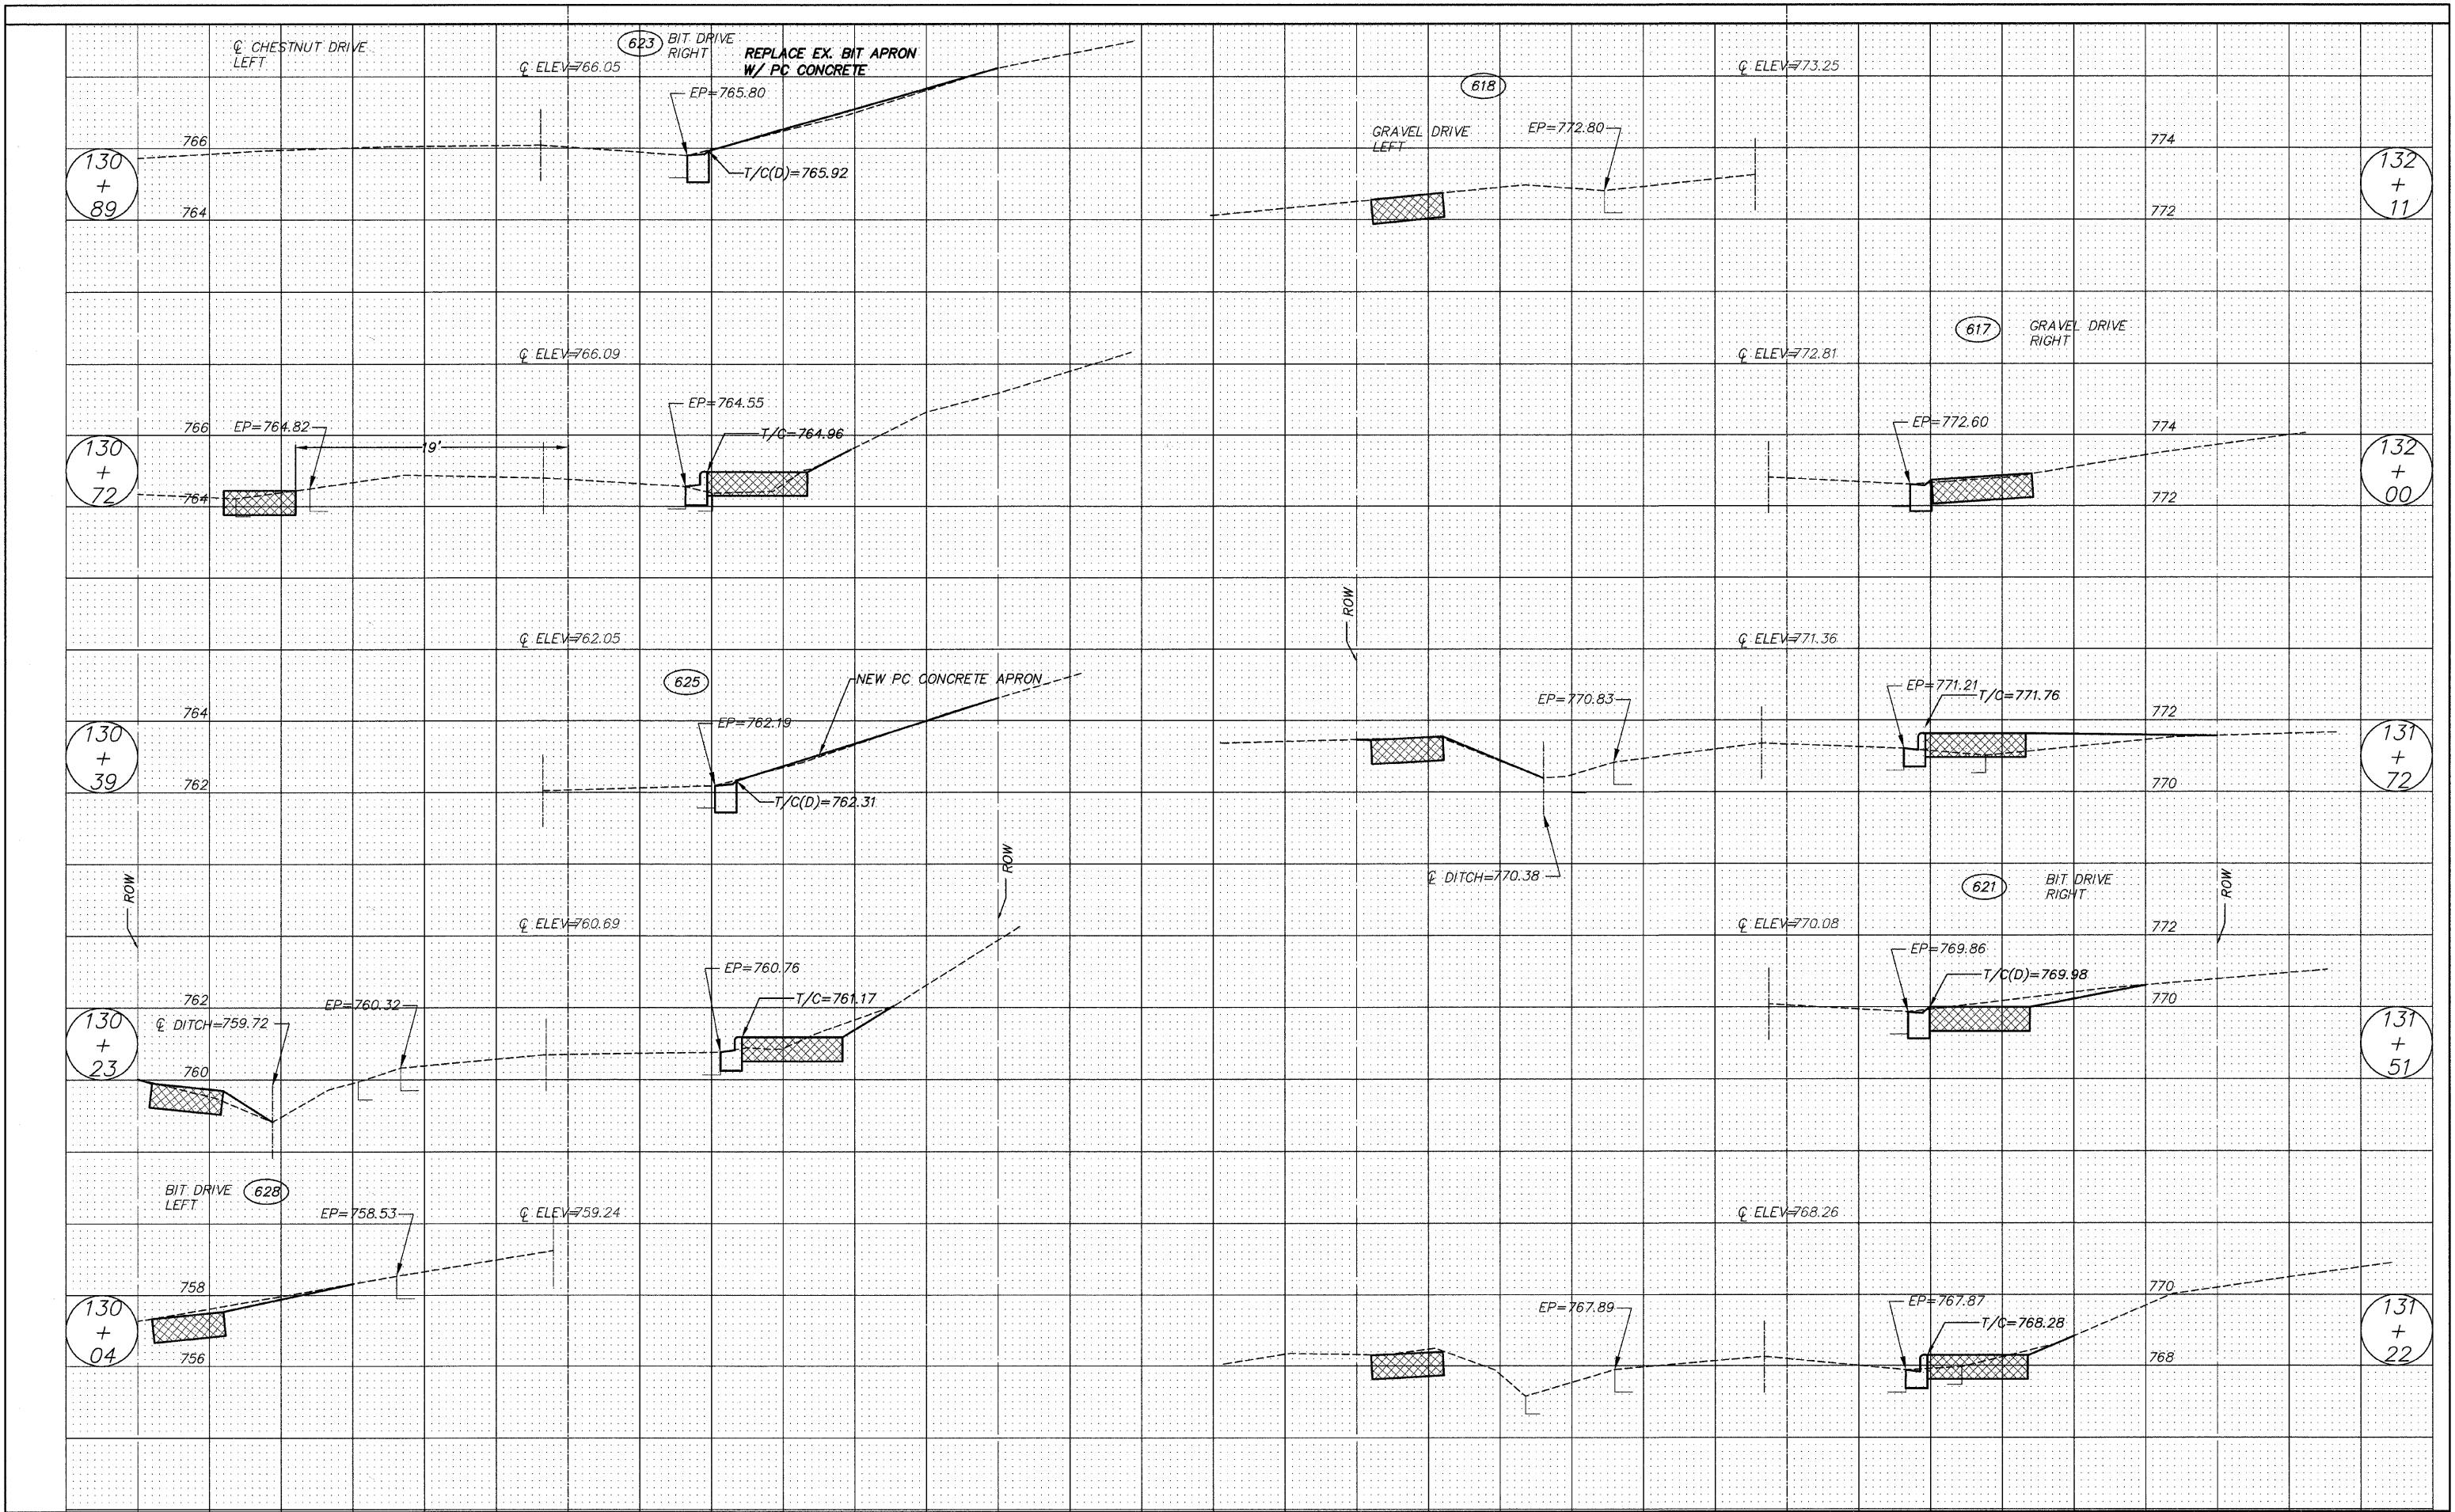 ℄ CHESTNUT DRIVE
LEFT
℄ ELEV=766.05
623
BIT DRIVE
RIGHT
REPLACE EX. BIT APRON
W/ PC CONCRETE
EP=765.80
T/C(D)=765.92
766
764
130
+
89
℄ ELEV=766.09
EP=764.55
T/C=764.96
EP=764.82
19'
766
764
130
+
72
℄ ELEV=762.05
625
NEW PC CONCRETE APRON
EP=762.19
T/C(D)=762.31
764
762
130
+
39
ROW
ROW
℄ ELEV=760.69
EP=760.76
T/C=761.17
EP=760.32
℄ DITCH=759.72
762
760
130
+
23
BIT DRIVE
LEFT
628
EP=758.53
℄ ELEV=759.24
758
756
130
+
04
618
℄ ELEV=773.25
GRAVEL DRIVE
LEFT
EP=772.80
774
772
132
+
11
617
GRAVEL DRIVE
RIGHT
℄ ELEV=772.81
EP=772.60
774
772
132
+
00
ROW
℄ ELEV=771.36
EP=770.83
EP=771.21
T/C=771.76
℄ DITCH=770.38
772
770
131
+
72
621
BIT DRIVE
RIGHT
ROW
℄ ELEV=770.08
EP=769.86
T/C(D)=769.98
772
770
131
+
51
℄ ELEV=768.26
EP=767.89
EP=767.87
T/C=768.28
770
768
131
+
22